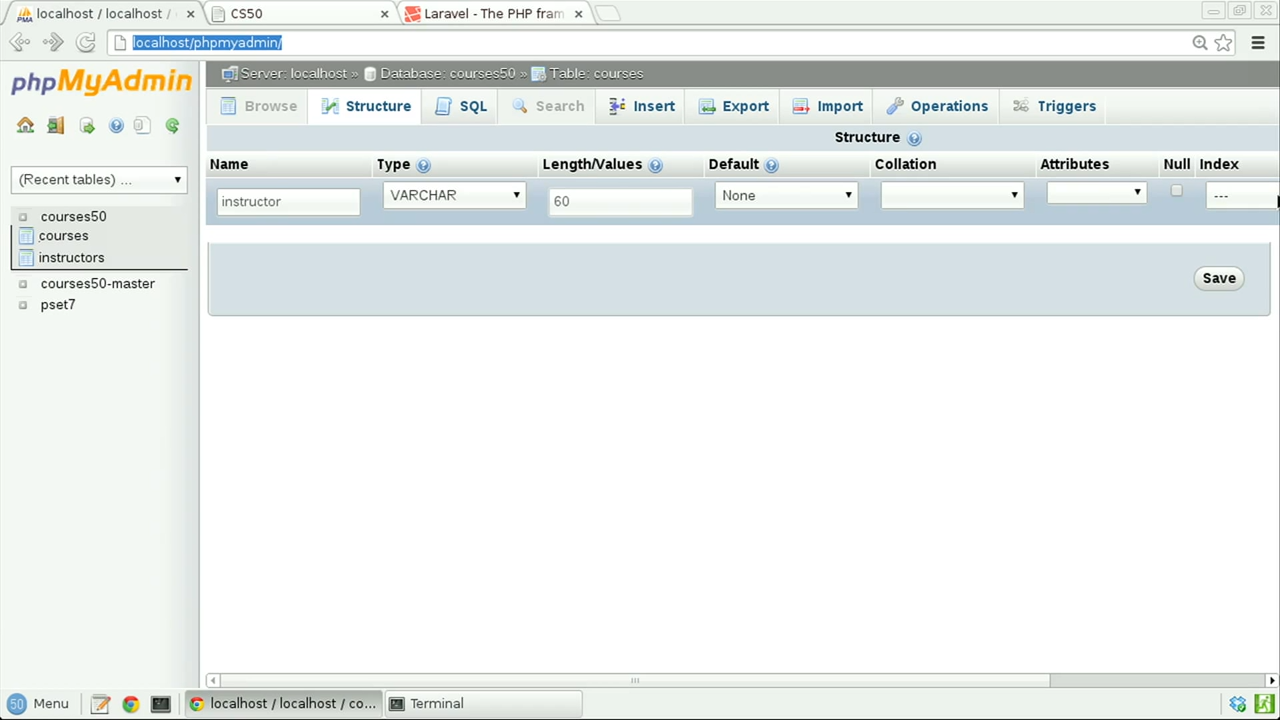 localhost / localhost / c
CS50
Laravel - The PHP fram
localhost/phpmyadmin/
phpMyAdmin
Server: localhost » Database: courses50 » Table: courses
Browse Structure SQL Search Insert Export Import Operations Triggers
Structure
(Recent tables) ...
Name Type Length/Values Default Collation Attributes Null Index
instructor VARCHAR 60 None ---
courses50
courses
instructors
courses50-master
pset7
Save
50 Menu localhost / localhost / co... Terminal